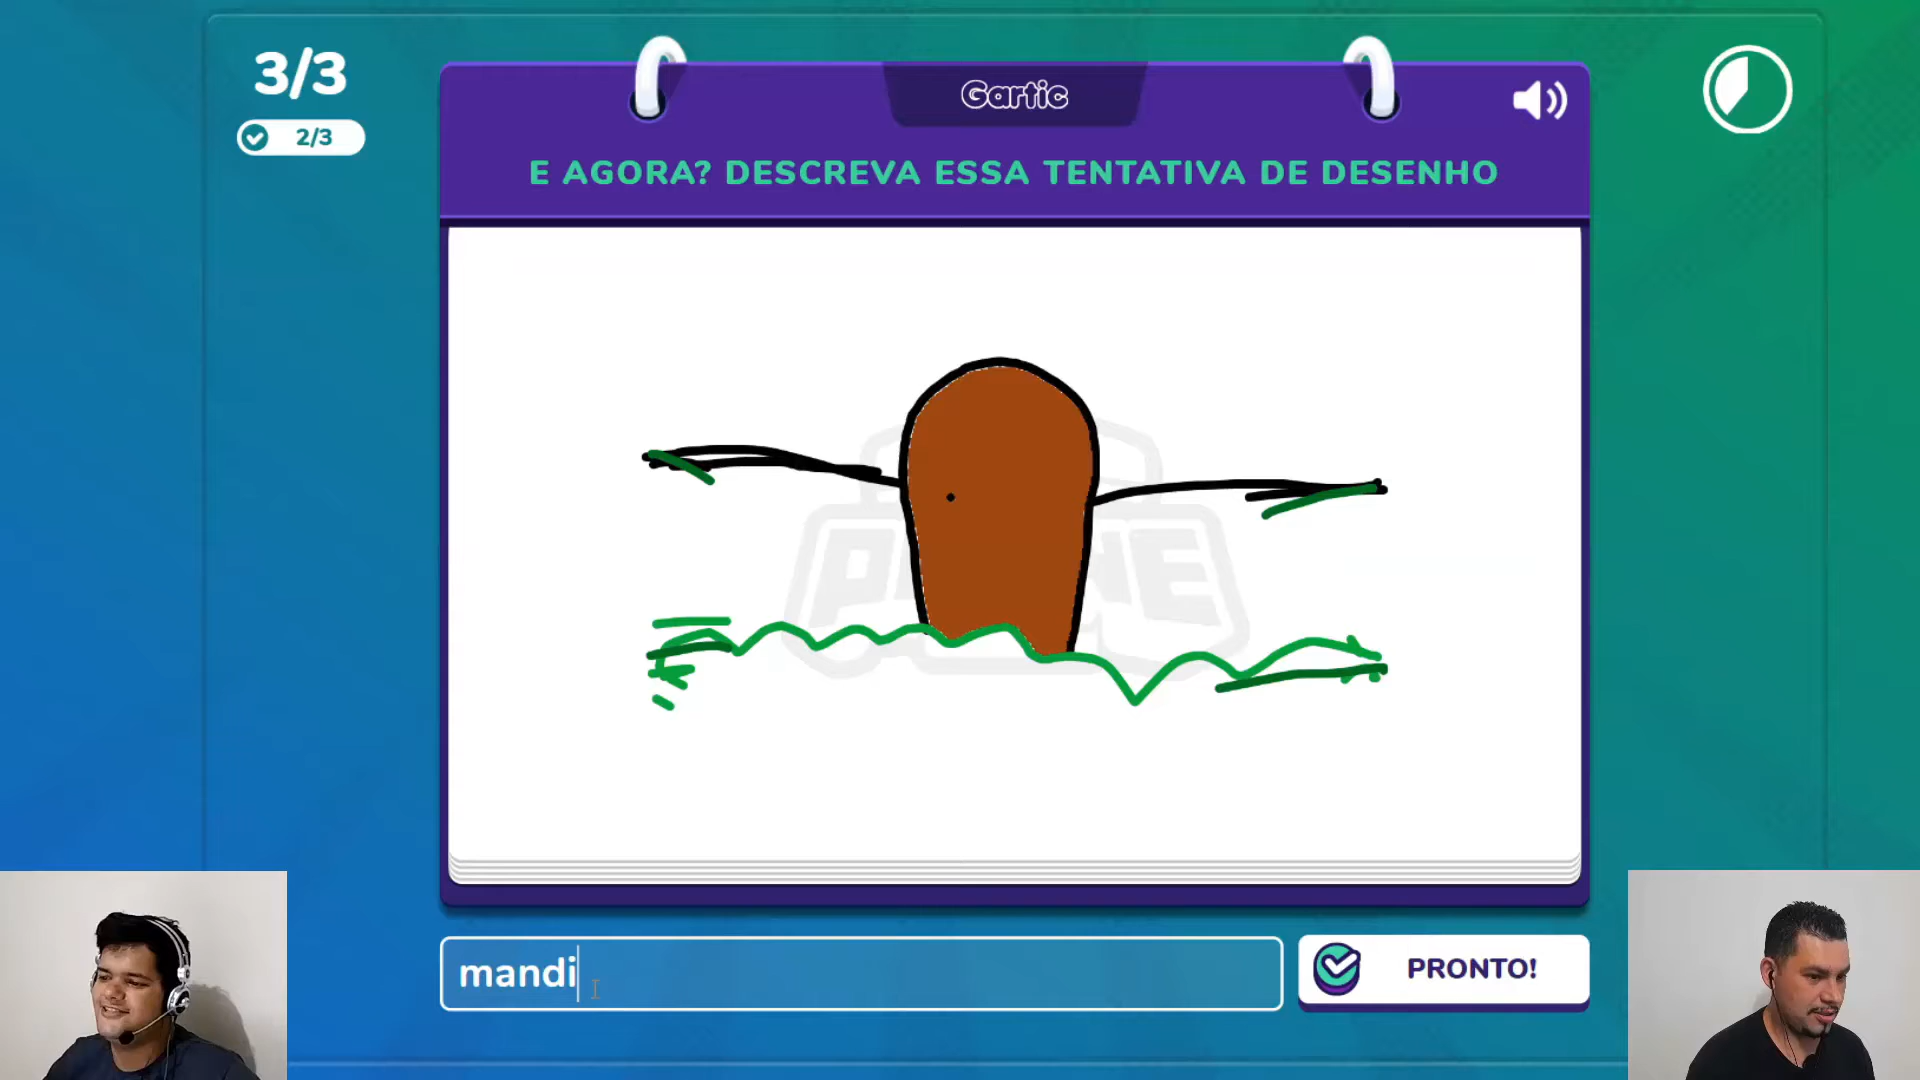 3/3
2/3
Gartic
E AGORA? DESCREVA ESSA TENTATIVA DE DESENHO
mandi
PRONTO!